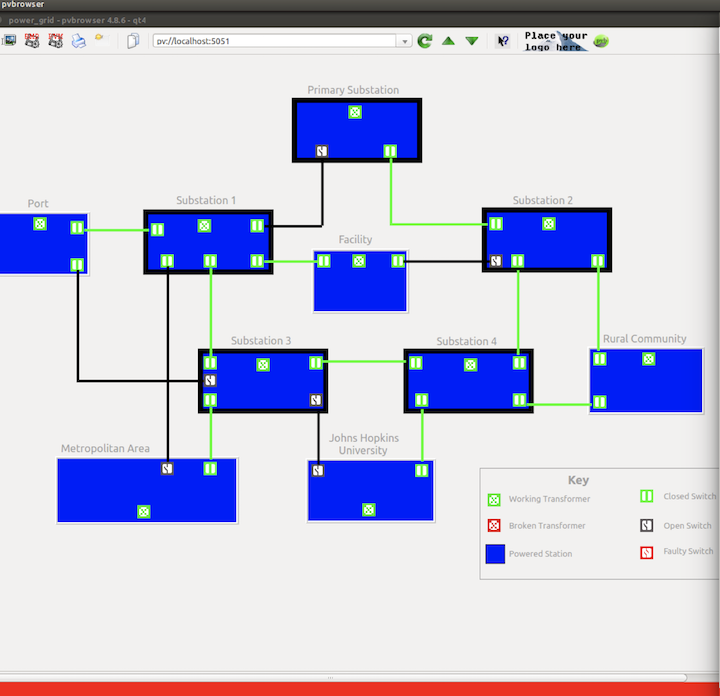 pvbrowser
power_grid - pvbrowser 4.8.6 - qt4
pv://localhost:5051
Place your
logo here
Primary Substation
Port
Substation 1
Substation 2
Facility
Substation 3
Substation 4
Rural Community
Metropolitan Area
Johns Hopkins
University
Key
Working Transformer
Closed Switch
Broken Transformer
Open Switch
Powered Station
Faulty Switch